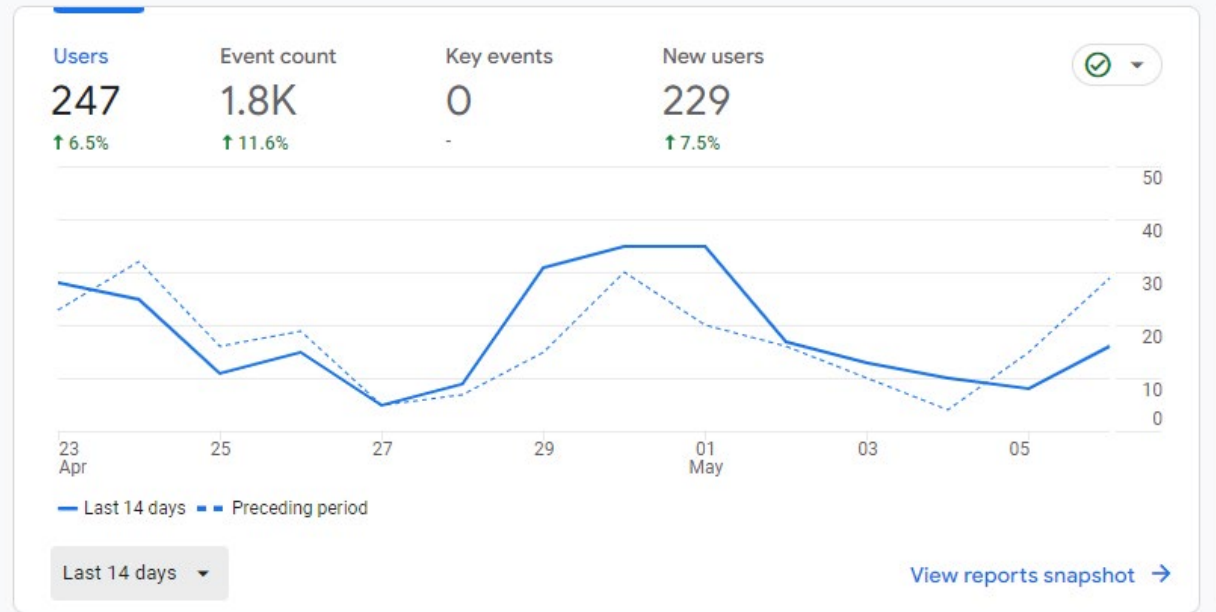 Users Event count Key events New users
247 1.8K 0 229
↑ 6.5% ↑ 11.6% - ↑ 7.5%
50
40
30
20
10
0
23 25 27 29 01 03 05
Apr May
Last 14 days Preceding period
Last 14 days View reports snapshot →